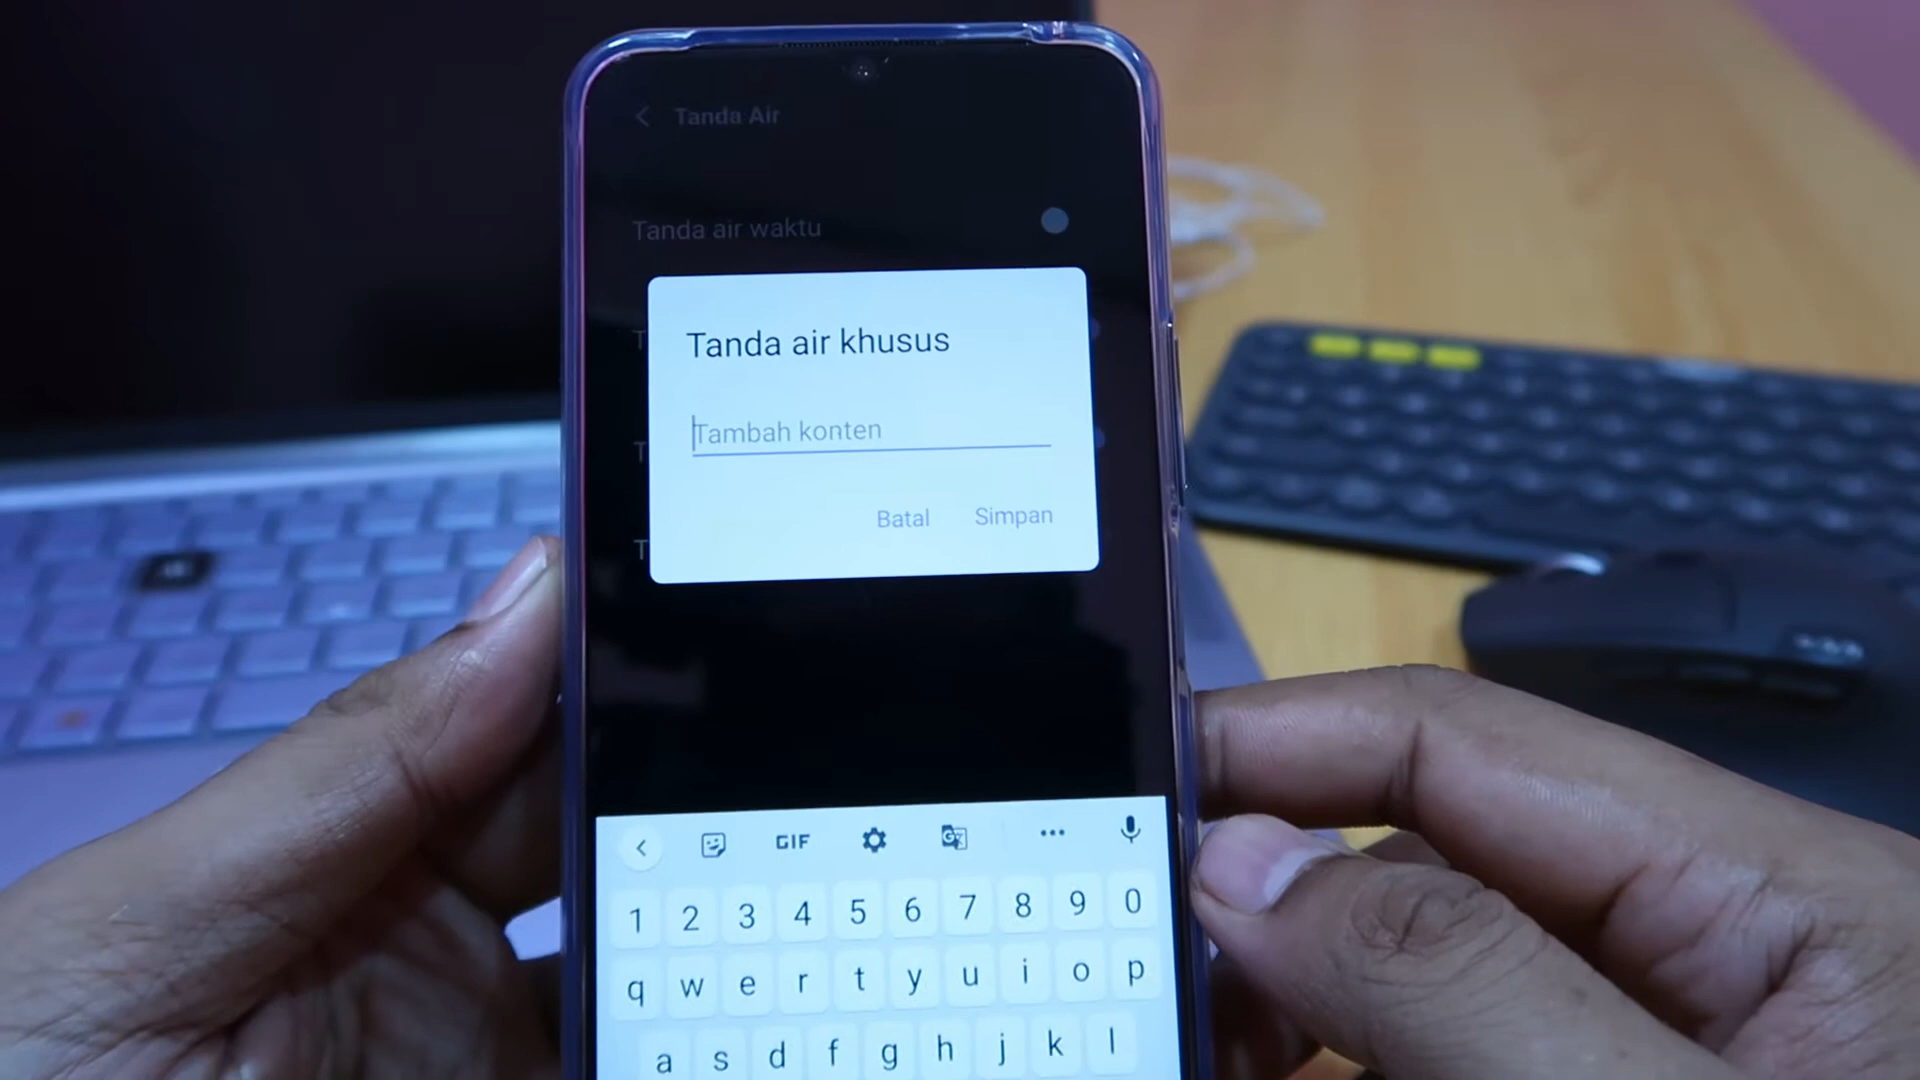 Tanda Air
Tanda air waktu
T
Tanda air khusus
T
Tambah konten
Batal Simpan
T
GIF
1 2 3 4 5 6 7 8 9 0
q w e r t y u i o p
a s d f g h j k l